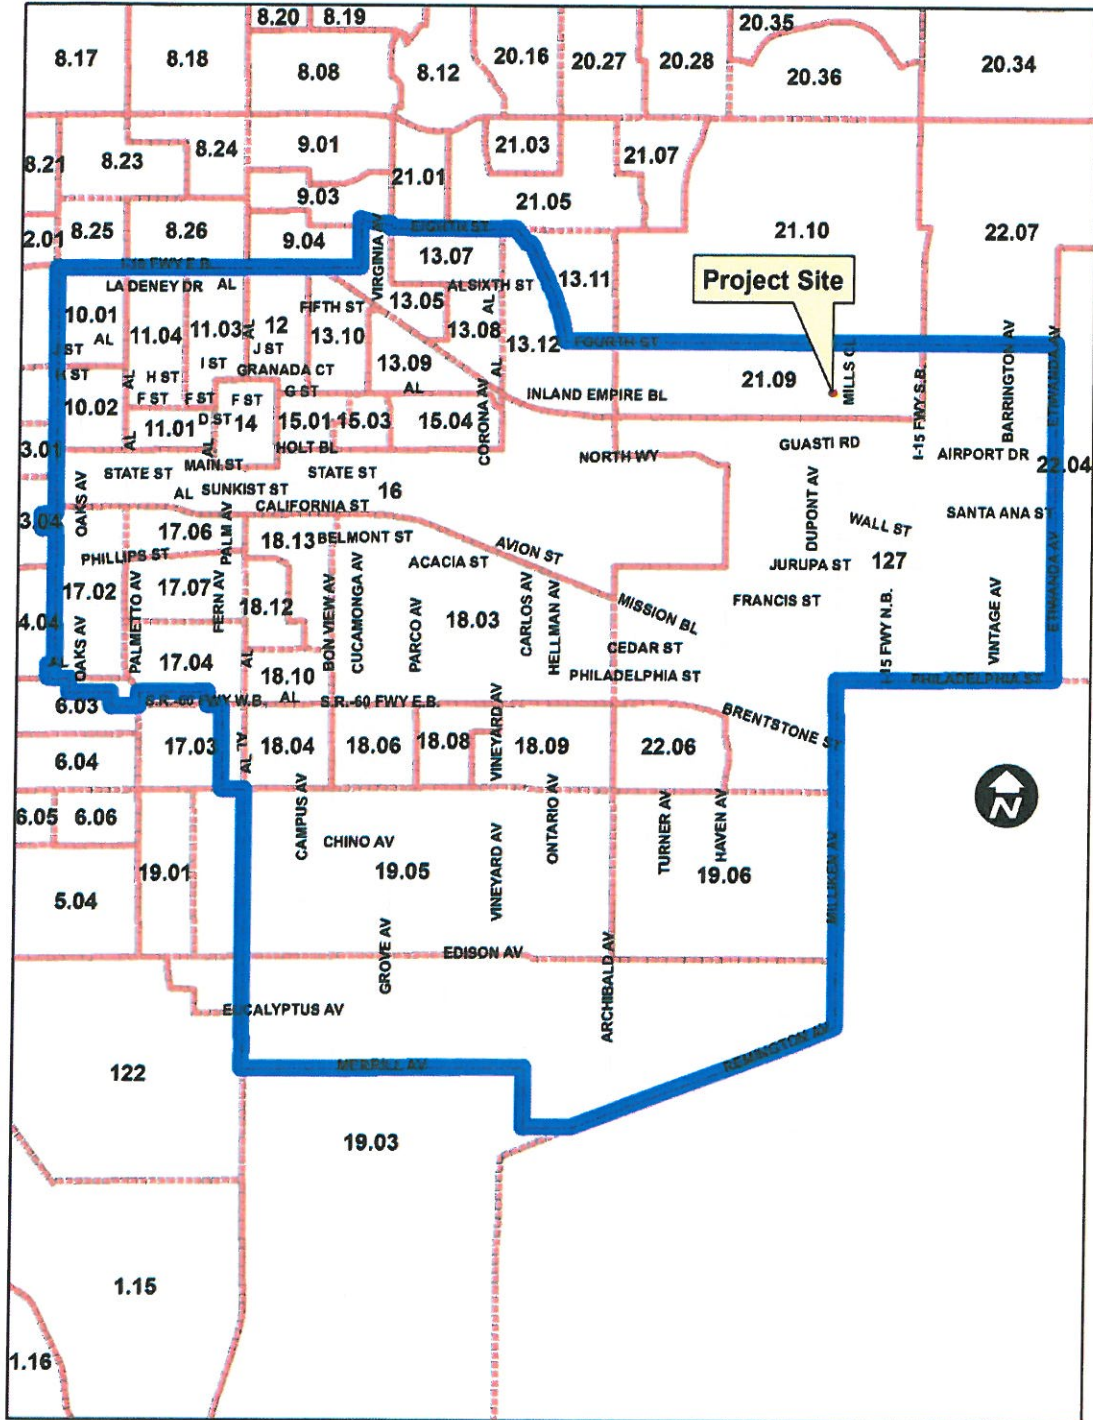 8.20 8.19
20.35
8.17 8.18 8.08 8.12 20.16 20.27 20.28 20.36 20.34
8.21 8.23 8.24 9.01 21.01 21.03 21.07
9.03 21.05
2.01 8.25 8.26 9.04 VIRGINIA AV EIGHTH ST 21.10 22.07
13.07
I-10 FWY E.B.
LA DENEY DR AL ALSIXTH ST 13.11
Project Site
10.01 AL 11.04 11.03 AL 12 FIFTH ST 13.10 13.05 13.08 AL 13.12 FOURTH ST
J ST I ST J ST 13.09
H ST H ST GRANADA CT AL
10.02 AL F ST F ST F ST G ST AL INLAND EMPIRE BL 21.09 MILLS CL I-15 FWY S.B. BARRINGTON AV ETIWANDA AV
11.01 D ST 14 15.01 15.03 15.04 CORONA AV
3.01 AL AL HOLT BL NORTH WY GUASTI RD AIRPORT DR 22.04
STATE ST MAIN ST STATE ST
AL SUNKIST ST 16
OAKS AV CALIFORNIA ST DUPONT AV WALL ST SANTA ANA ST
3.04 17.06 PALM AV 18.13 BELMONT ST AVION ST
PHILLIPS ST ACACIA ST JURUPA ST 127
17.02 PALMETTO AV 17.07 FERN AV 18.12 BON VIEW AV CUCAMONGA AV PARCO AV 18.03 CARLOS AV HELLMAN AV MISSION BL FRANCIS ST I-15 FWY N.B. VINTAGE AV ETIWANDA AV
4.04 OAKS AV
AL 17.04 AL 18.10 CEDAR ST
PHILADELPHIA ST PHILADELPHIA ST
6.03 S.R.-60 FWY W.B. AL S.R.-60 FWY E.B. VINEYARD AV BRENTSTONE ST
6.04 17.03 AL 18.04 18.06 18.08 18.09 22.06
6.05 6.06 CAMPUS AV CHINO AV VINEYARD AV ONTARIO AV TURNER AV HAVEN AV MILLIKEN AV
N
5.04 19.01 19.05 19.06
GROVE AV EDISON AV ARCHIBALD AV
EUCALYPTUS AV
122 MERRILL AV REMINGTON AV
19.03
1.15
1.16